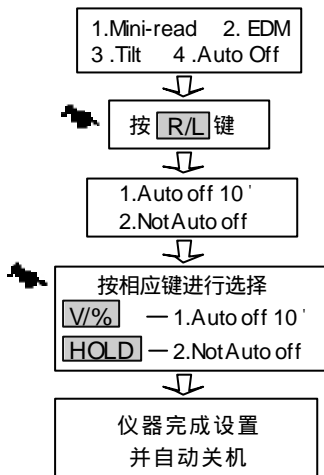 1.Mini-read 2. EDM
3 .Tilt 4 .Auto Off
按 R/L 键
1.Auto off 10 '
2.NotAuto off
按相应键进行选择
V/% — 1.Auto off 10 '
HOLD — 2.NotAuto off
仪器完成设置
并自动关机